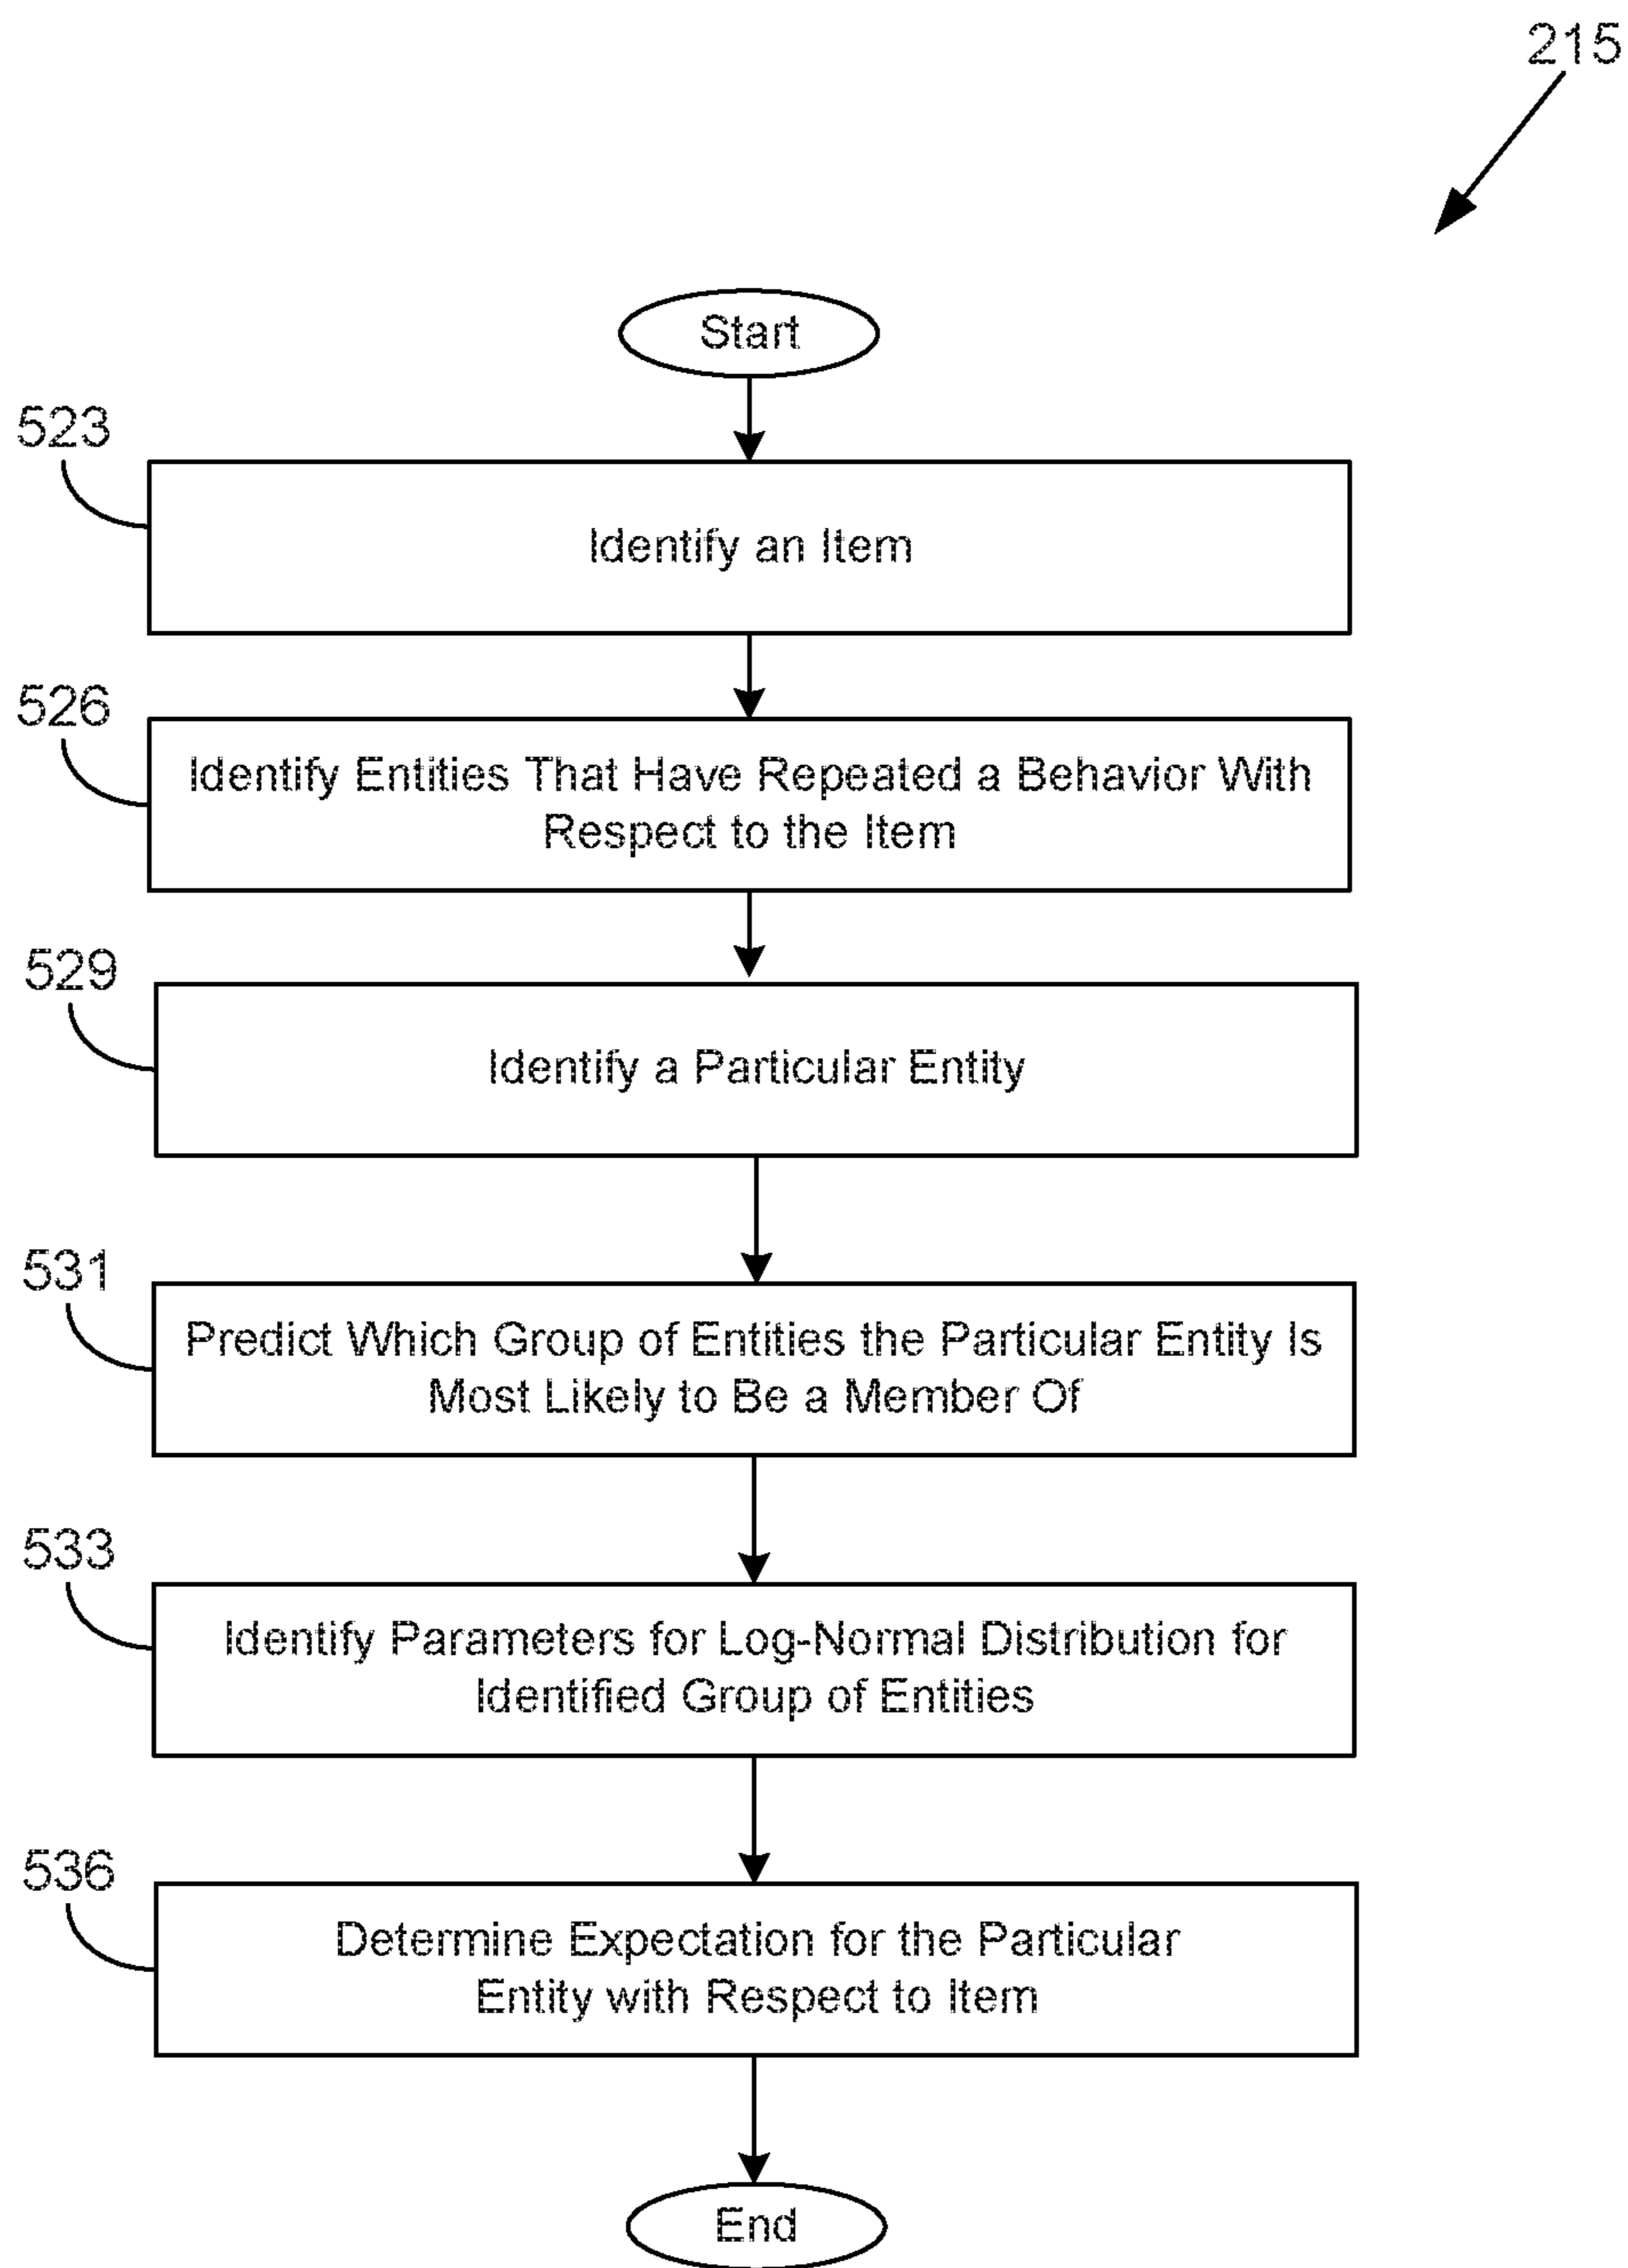 215
Start
523
Identify an Item
526
Identify Entities That Have Repeated a Behavior With
Respect to the Item
529
Identify a Particular Entity
531
Predict Which Group of Entities the Particular Entity Is
Most Likely to Be a Member Of
533
Identify Parameters for Log-Normal Distribution for
Identified Group of Entities
536
Determine Expectation for the Particular
Entity with Respect to Item
End